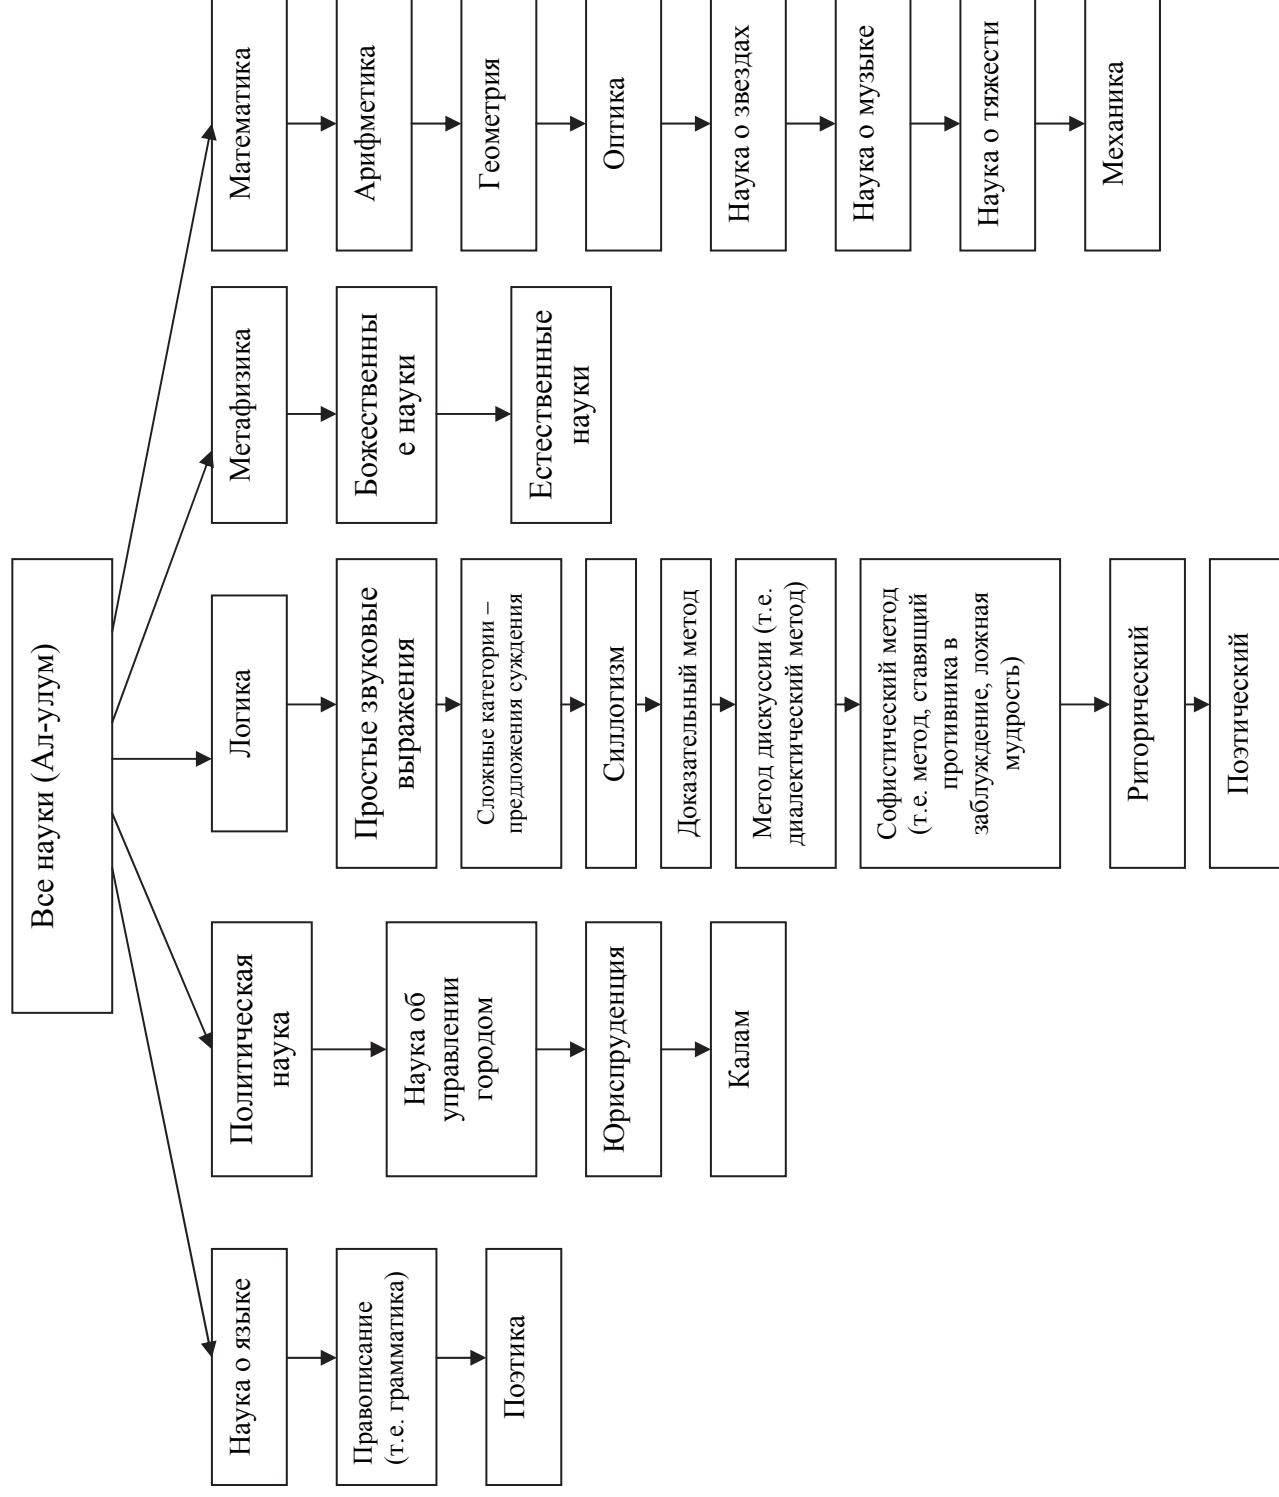 Все науки (Ал-улум)
Наука о языке
Правописание
(т.е. грамматика)
Поэтика
Политическая
наука
Наука об
управлении
городом
Юриспруденция
Калам
Логика
Простые звуковые
выражения
Сложные категории –
предложения суждения
Силлогизм
Доказательный метод
Метод дискуссии (т.е.
диалектический метод)
Софистический метод
(т.е. метод, ставящий
противника в
заблуждение, ложная
мудрость)
Риторический
Поэтический
Метафизика
Божественны
е науки
Естественные
науки
Математика
Арифметика
Геометрия
Оптика
Наука о звездах
Наука о музыке
Наука о тяжести
Механика